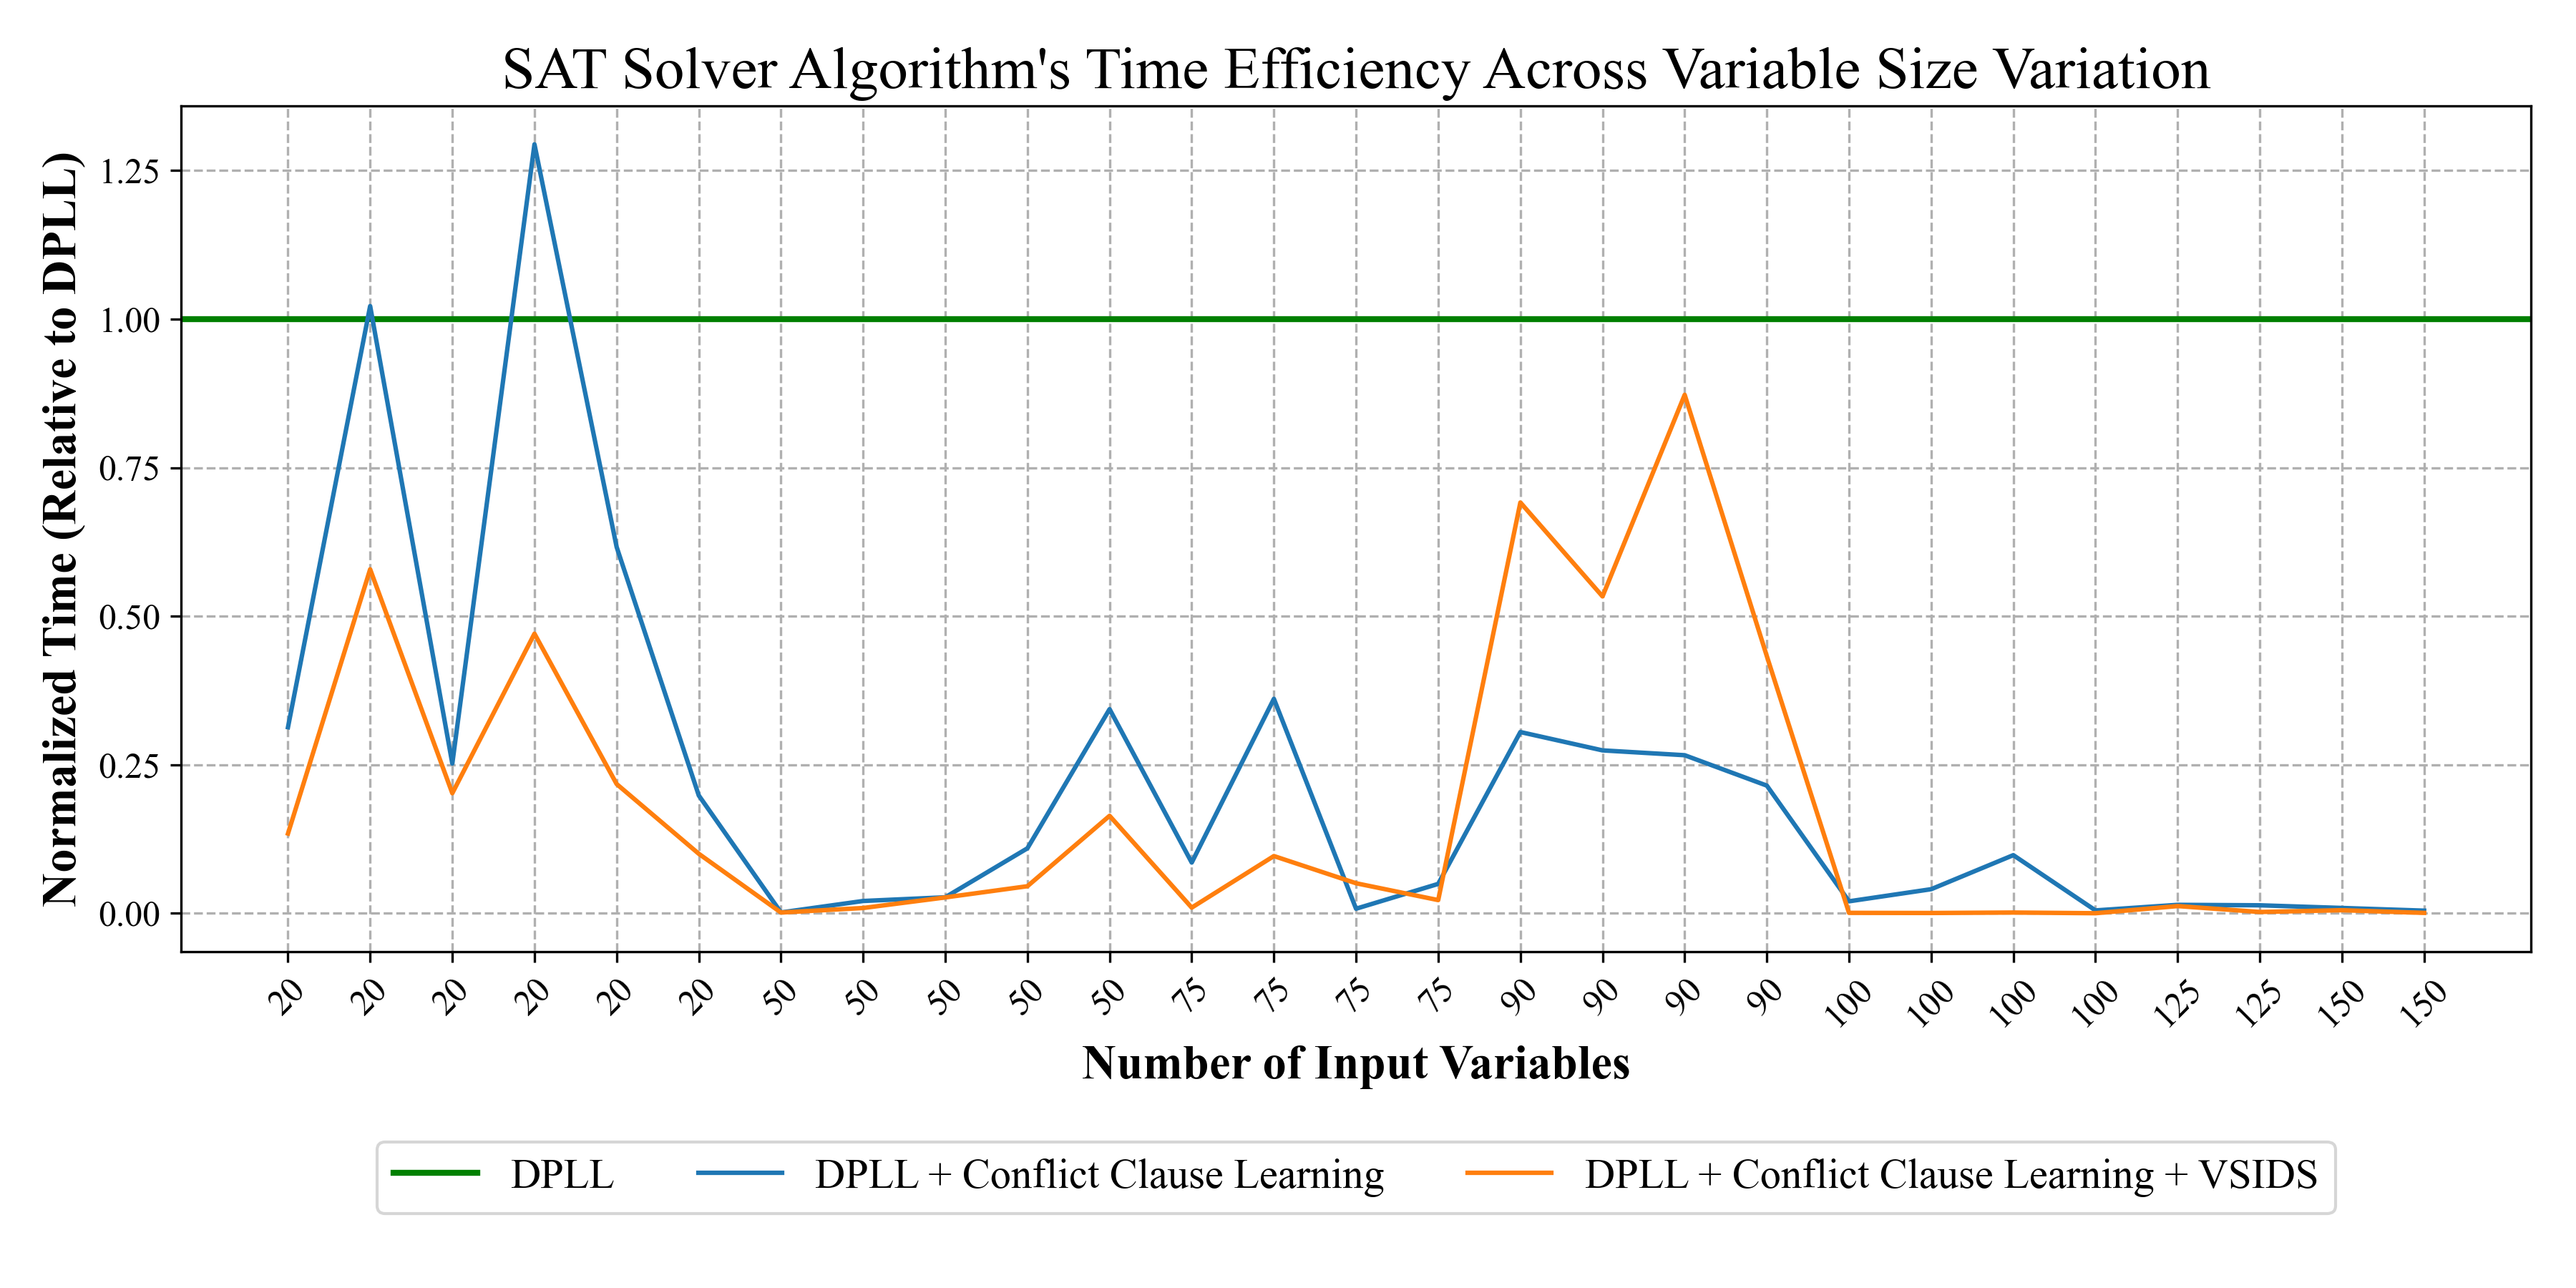 SAT Solver Algorithm's Time Efficiency Across Variable Size Variation
Normalized Time (Relative to DPLL)
1.25
1.00
0.75
0.50
0.25
0.00
20 20 20 20 20 20 50 50 50 50 50 75 75 75 75 90 90 90 90 100 100 100 100 125 125 150 150
Number of Input Variables
DPLL DPLL + Conflict Clause Learning DPLL + Conflict Clause Learning + VSIDS